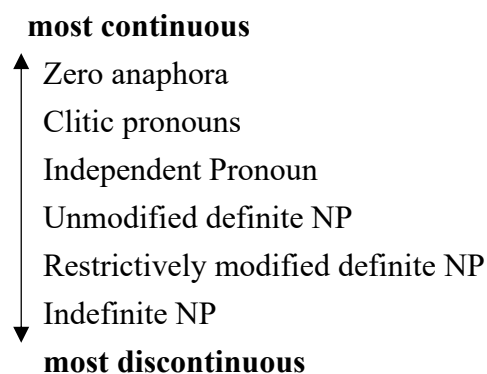 most continuous
Zero anaphora
Clitic pronouns
Independent Pronoun
Unmodified definite NP
Restrictively modified definite NP
Indefinite NP
most discontinuous